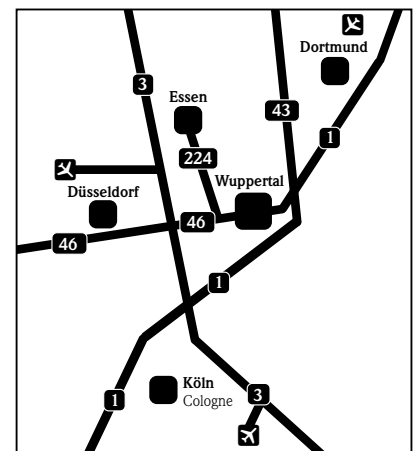 Dortmund
3
Essen
43
1
224
Wuppertal
Düsseldorf
46
46
1
Köln
Cologne
3
1